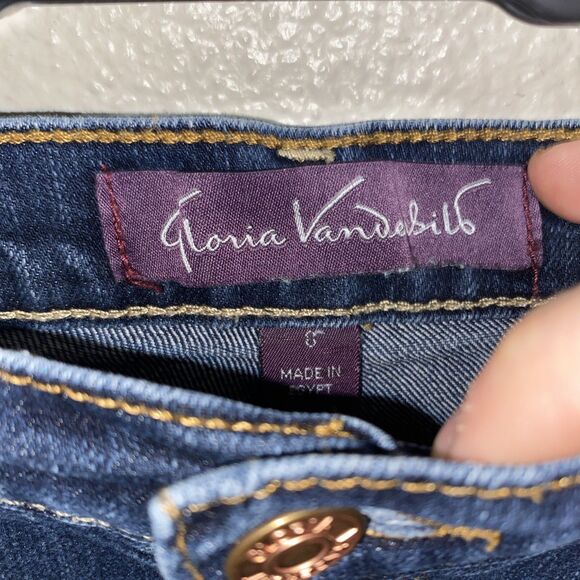 Gloria Vanderbilt
8
MADE IN
EGYPT